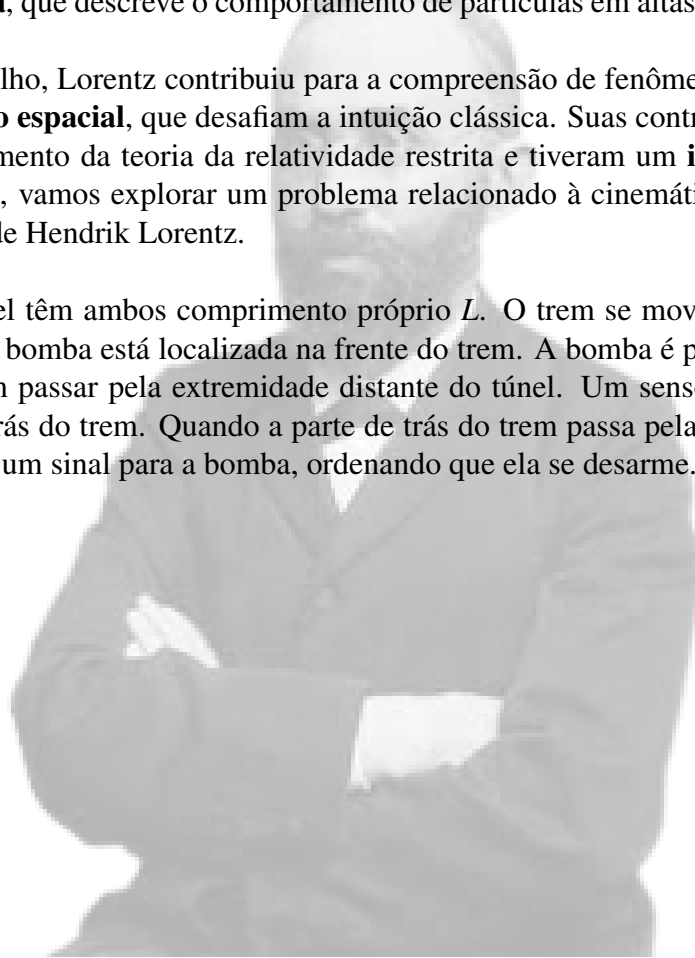 , que descreve o comportamento de partículas em altas
lho, Lorentz contribuiu para a compreensão de fenôme
o espacial, que desafiam a intuição clássica. Suas contr
mento da teoria da relatividade restrita e tiveram um i
, vamos explorar um problema relacionado à cinemáti
de Hendrik Lorentz.
el têm ambos comprimento próprio L. O trem se mov
bomba está localizada na frente do trem. A bomba é p
m passar pela extremidade distante do túnel. Um sens
rás do trem. Quando a parte de trás do trem passa pela
um sinal para a bomba, ordenando que ela se desarme.